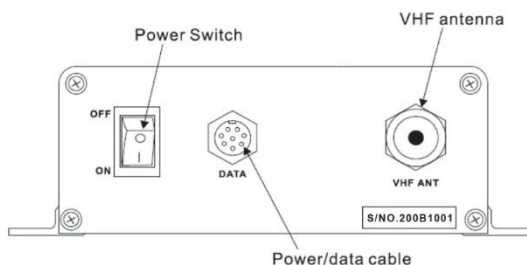 VHF antenna
Power Switch
OFF
ON
DATA
VHF ANT
S/NO.200B1001
Power/data cable